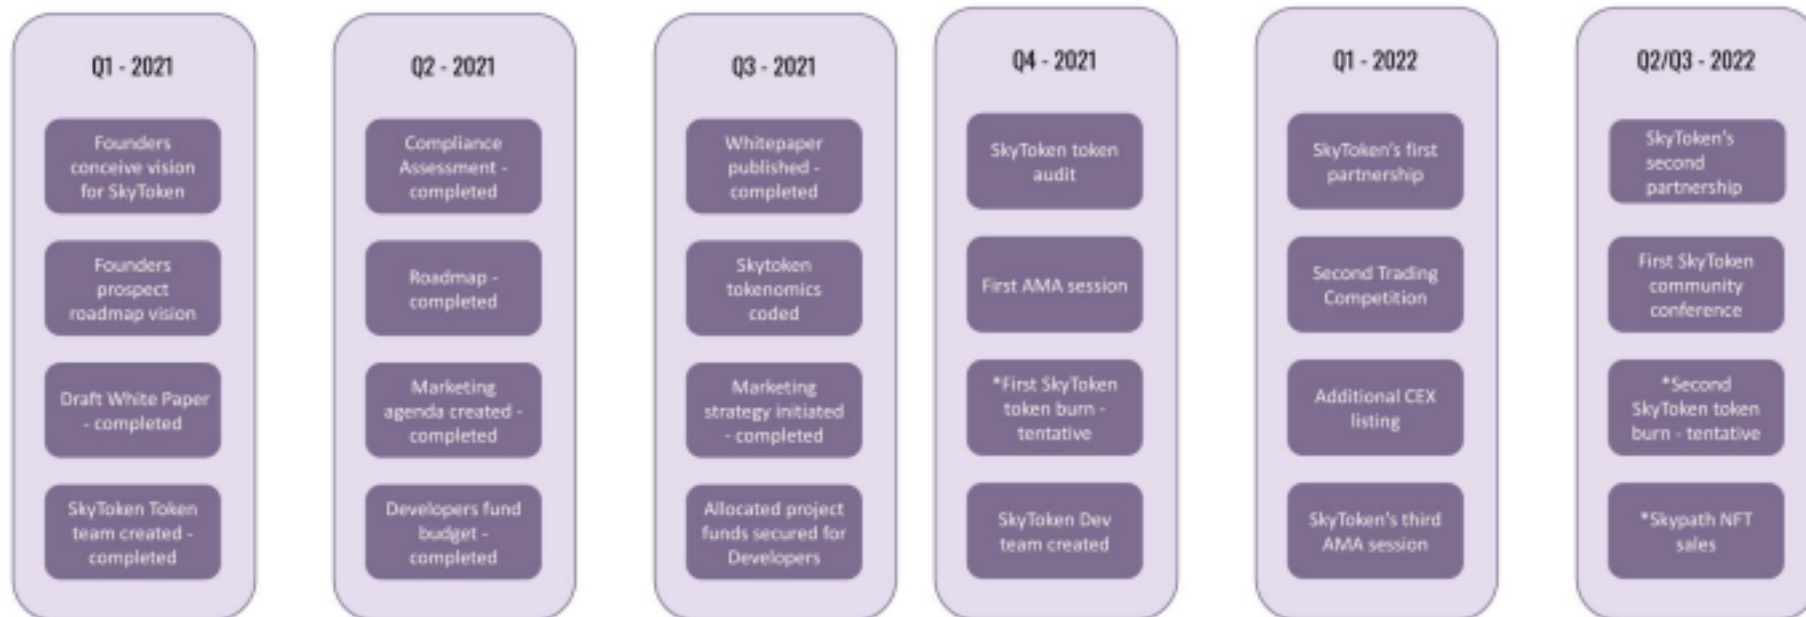 Q1 - 2021
Founders
conceive vision
for SkyToken
Founders
prospect
roadmap vision
Draft White Paper
- completed
SkyToken Token
team created -
completed
Q2 - 2021
Compliance
Assessment -
completed
Roadmap -
completed
Marketing
agenda created -
completed
Developers fund
budget -
completed
Q3 - 2021
Whitepaper
published -
completed
Skytoken
tokenomics
coded
Marketing
strategy initiated
- completed
Allocated project
funds secured for
Developers
Q4 - 2021
SkyToken token
audit
First AMA session
*First SkyToken
token burn -
tentative
SkyToken Dev
team created
Q1 - 2022
SkyToken's first
partnership
Second Trading
Competition
Additional CEX
listing
SkyToken's third
AMA session
Q2/Q3 - 2022
SkyToken's
second
partnership
First SkyToken
community
conference
*Second
SkyToken token
burn - tentative
*Skypath NFT
sales